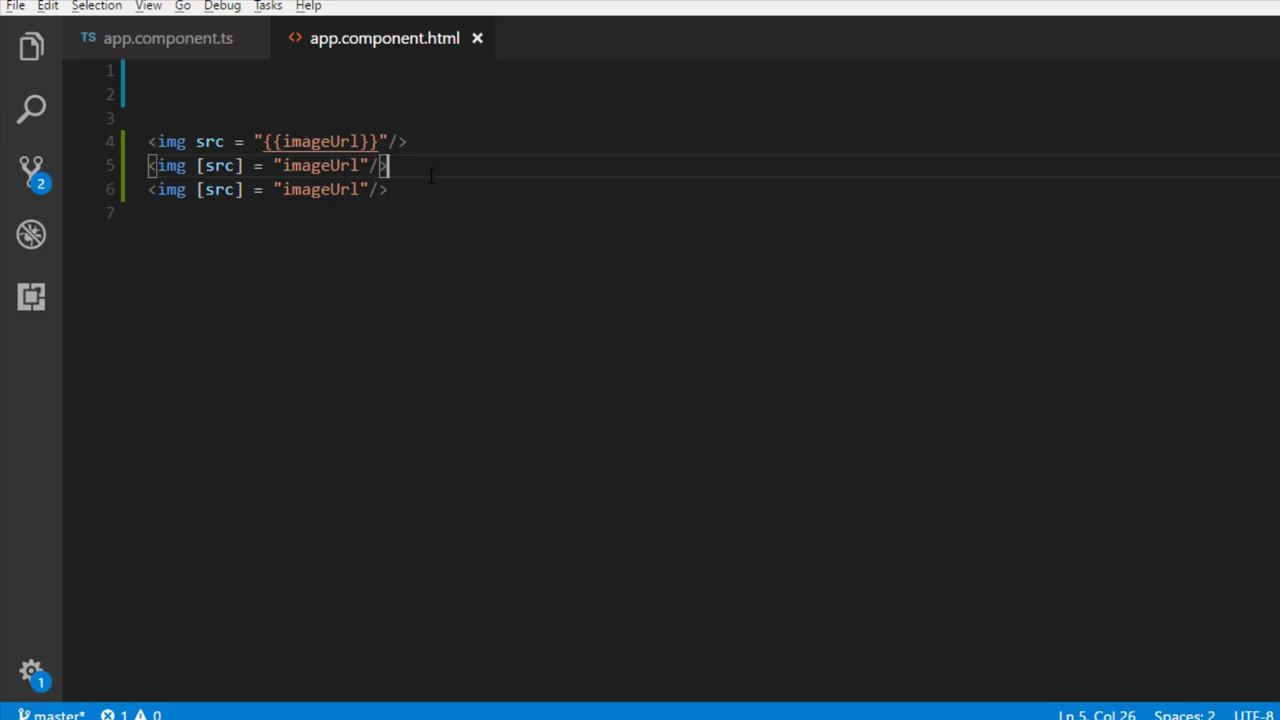 File Edit Selection View Go Debug Tasks Help
TS app.component.ts <> app.component.html ×
1
2
3
4 <img src = "{{imageUrl}}"/>
5 <img [src] = "imageUrl"/>
6 <img [src] = "imageUrl"/>
7
2
1
master* 1 0 Ln 5, Col 26 Spaces: 2 UTF-8